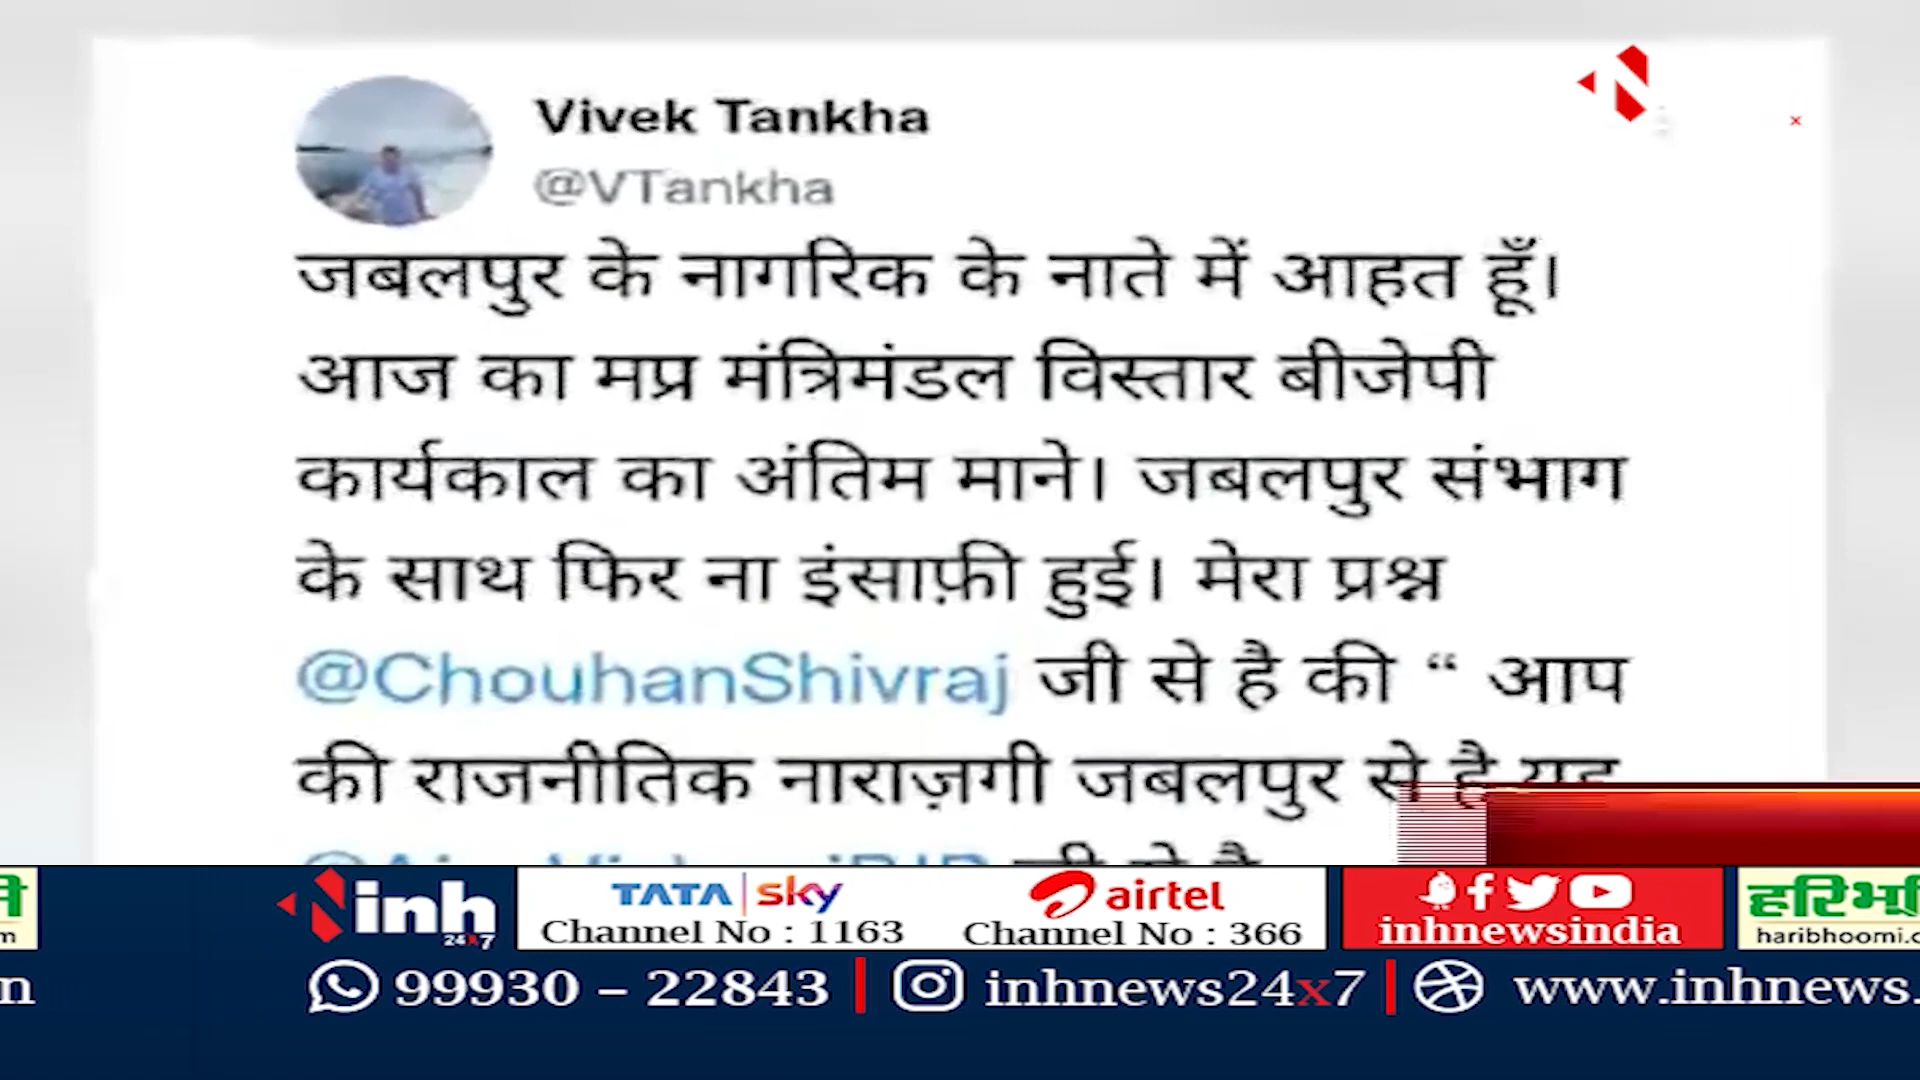 Vivek Tankha
@VTankha
जबलपुर के नागरिक के नाते में आहत हूँ।
आज का मप्र मंत्रिमंडल विस्तार बीजेपी
कार्यकाल का अंतिम माने। जबलपुर संभाग
के साथ फिर ना इंसाफ़ी हुई। मेरा प्रश्न
@ChouhanShivraj जी से है की “ आप
की राजनीतिक नाराज़गी जबलपुर से है यह
जी से है
inh 24x7
TATA sky
Channel No : 1163
airtel
Channel No : 366
inhnewsindia
haribhoomi.c
99930 – 22843
inhnews24x7
www.inhnews.